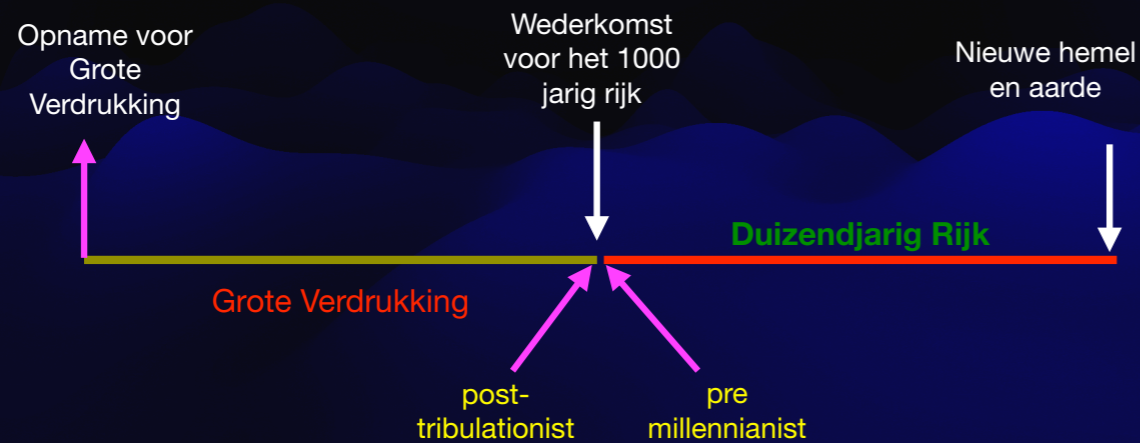 Opname voor
Grote
Verdrukking
Wederkomst
voor het 1000
jarig rijk
Nieuwe hemel
en aarde
Duizendjarig Rijk
Grote Verdrukking
post-
tribulationist
pre
millennianist